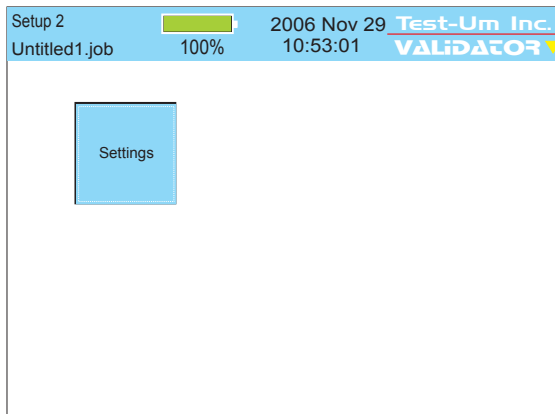 Setup 2
Untitled1.job
100%
2006 Nov 29
10:53:01
Test-Um Inc.
VALiDATOR
Settings